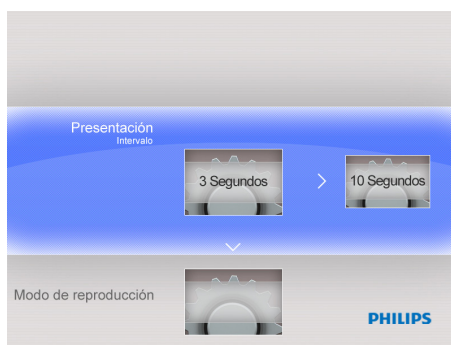 Presentación
Intervalo
3 Segundos
10 Segundos
Modo de reproducción
PHILIPS